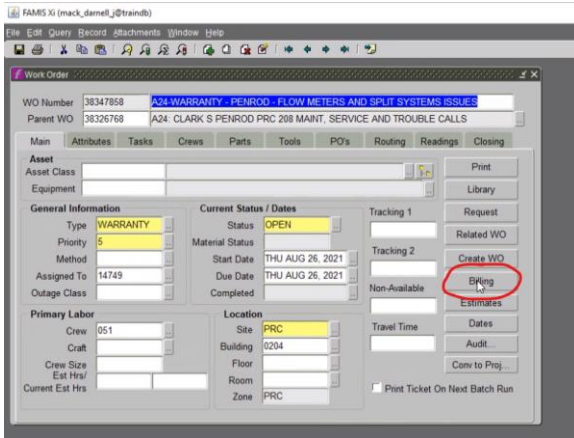 FAMIS Xi (mack_darnell_j@traindb)
File Edit Query Record Attachments Window Help
Work Order
WO Number 38347858 A24-WARRANTY - PENROD - FLOW METERS AND SPLIT SYSTEMS ISSUES
Parent WO 38326768 A24: CLARK S PENROD PRC 208 MAINT, SERVICE AND TROUBLE CALLS
Main Attributes Tasks Crews Parts Tools PO's Routing Readings Closing
Asset
Asset Class
Equipment
Print
Library
General Information
Type WARRANTY
Priority 5
Method
Assigned To 14749
Outage Class
Current Status / Dates
Status OPEN
Material Status
Start Date THU AUG 26, 2021
Due Date THU AUG 26, 2021
Completed
Tracking 1
Tracking 2
Non-Available
Travel Time
Request
Related WO
Create WO
Billing
Estimates
Dates
Audit...
Conv to Proj...
Primary Labor
Crew 051
Craft
Crew Size
Est Hrs/
Current Est Hrs
Location
Site PRC
Building 0204
Floor
Room
Zone PRC
Print Ticket On Next Batch Run